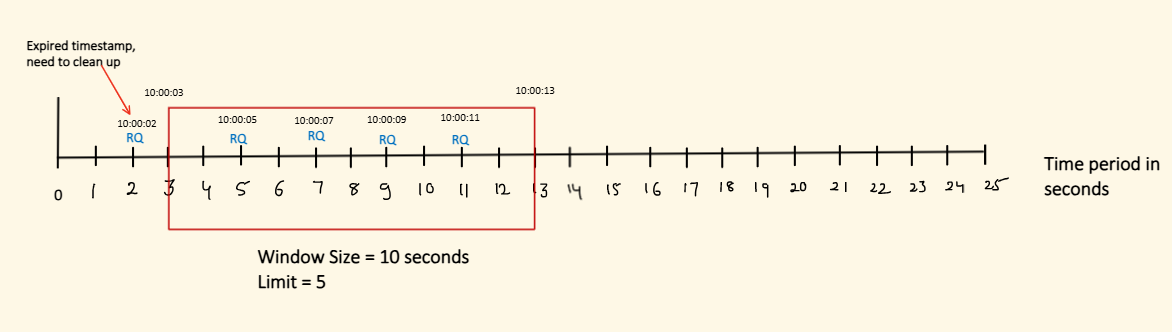 Expired timestamp,
need to clean up
10:00:03
10:00:13
10:00:02
10:00:05
10:00:07
10:00:09
10:00:11
RQ
RQ
RQ
RQ
RQ
0 1 2 3 4 5 6 7 8 9 10 11 12 13 14 15 16 17 18 19 20 21 22 23 24 25
Time period in
seconds
Window Size = 10 seconds
Limit = 5